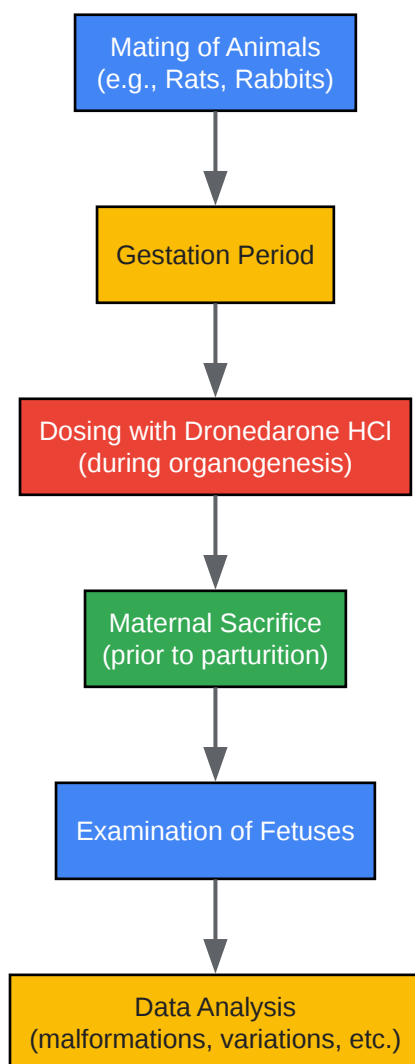 Mating of Animals
(e.g., Rats, Rabbits)
Gestation Period
Dosing with Dronedarone HCl
(during organogenesis)
Maternal Sacrifice
(prior to parturition)
Examination of Fetuses
Data Analysis
(malformations, variations, etc.)